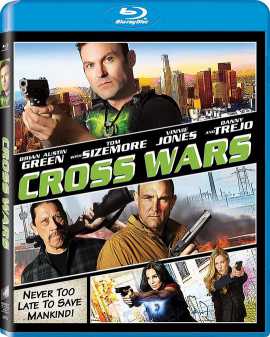 Blu-ray Disc
BRIAN AUSTIN GREEN
WITH TOM SIZEMORE
VINNIE JONES
AND DANNY TREJO
CROSS WARS
NEVER TOO
LATE TO SAVE
MANKIND!
CROSS WARS